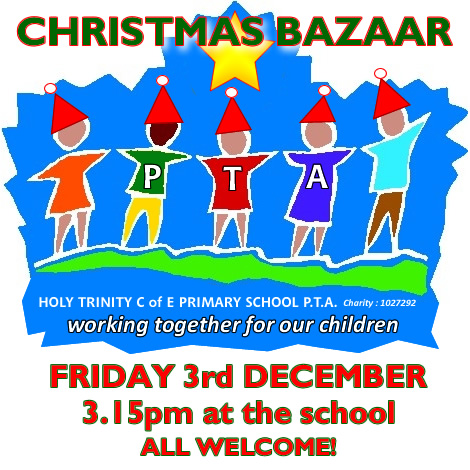 CHRISTMAS BAZAAR
P T A
HOLY TRINITY C of E PRIMARY SCHOOL P.T.A. Charity : 1027292
working together for our children
FRIDAY 3rd DECEMBER
3.15pm at the school
ALL WELCOME!